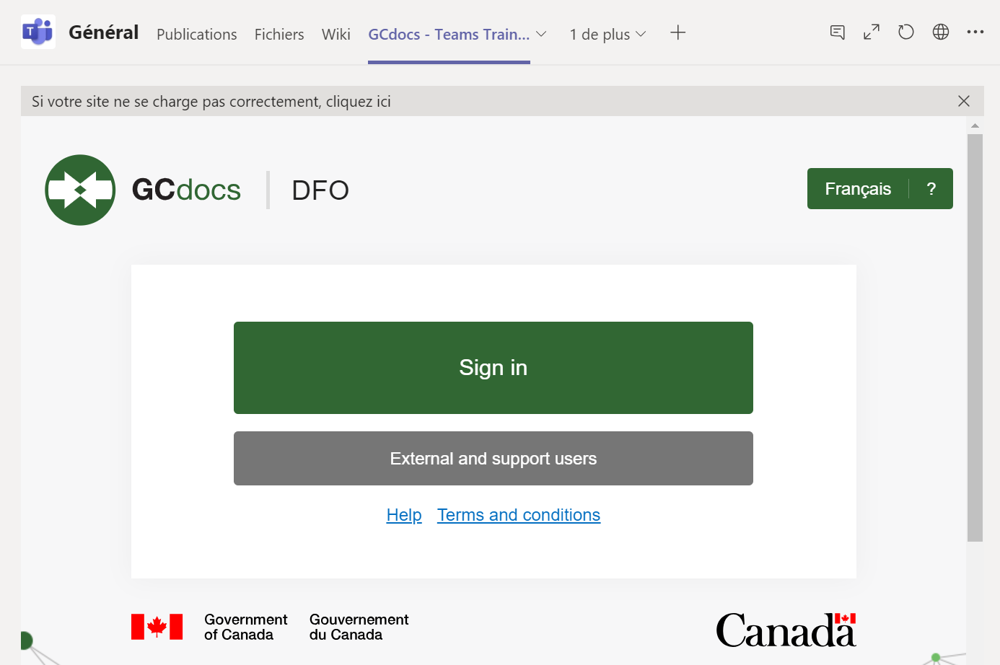 T
Général Publications Fichiers Wiki GCdocs - Teams Train... 1 de plus
Si votre site ne se charge pas correctement, cliquez ici
GCdocs DFO Français ?
Sign in
External and support users
Help Terms and conditions
Government of Canada
Gouvernement du Canada
Canada